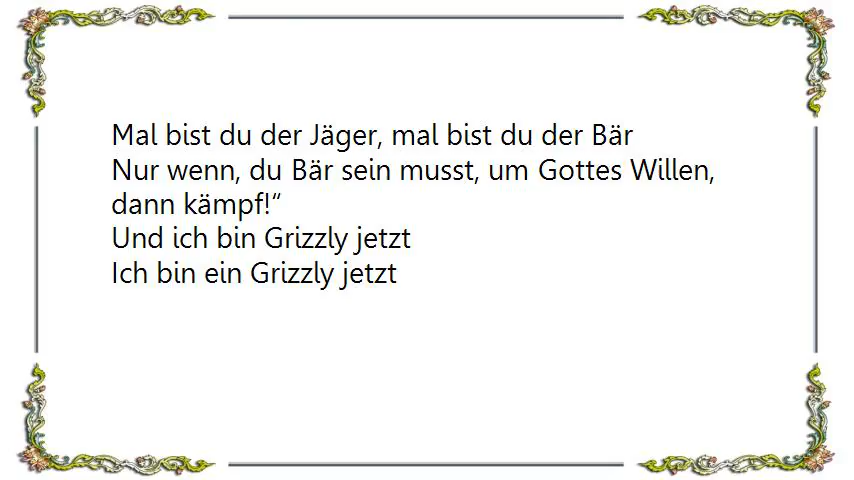 Mal bist du der Jäger, mal bist du der Bär
Nur wenn, du Bär sein musst, um Gottes Willen,
dann kämpf!“
Und ich bin Grizzly jetzt
Ich bin ein Grizzly jetzt